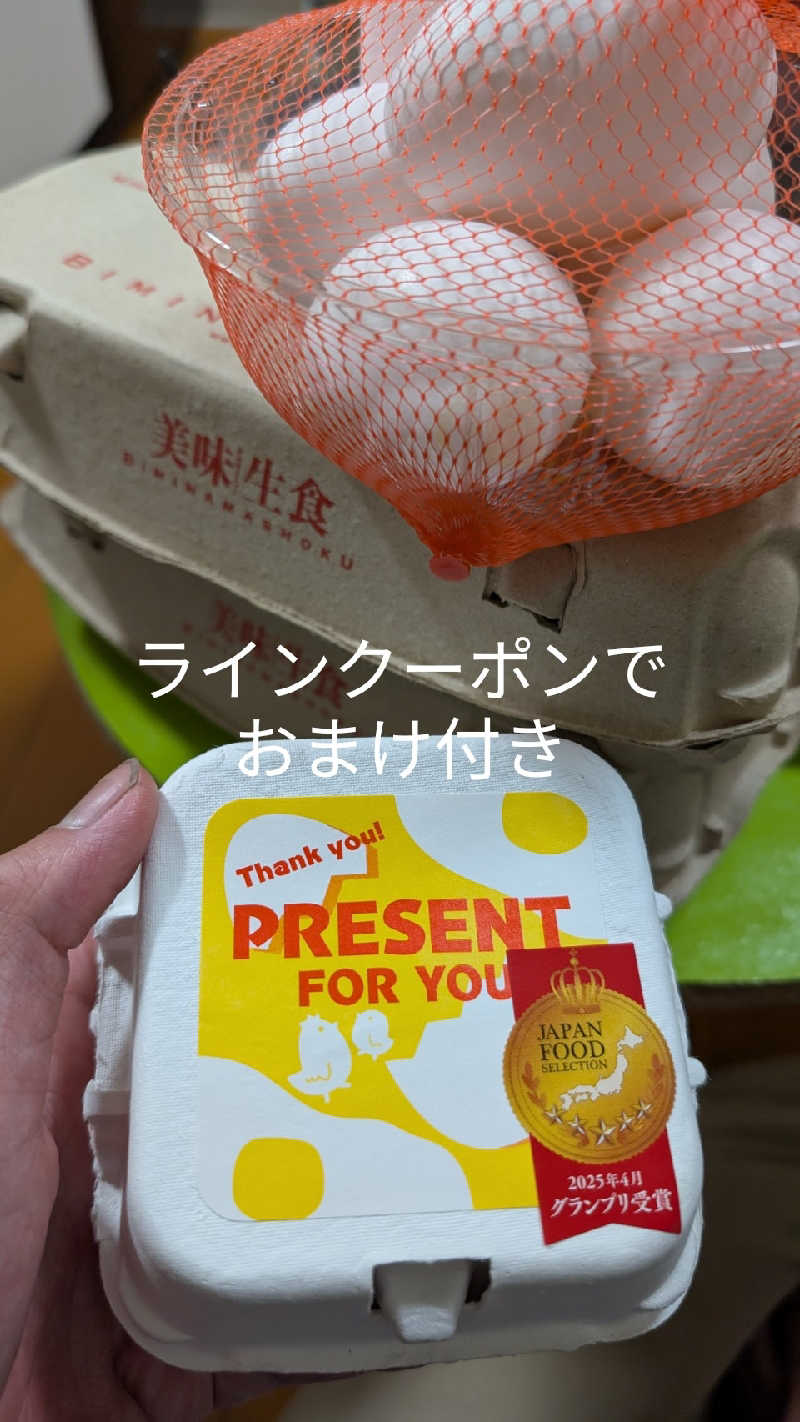 BIMIN
美味生食
BIMINAMASHOKU
美味生食
ラインクーポンで
おまけ付き
Thank you!
PRESENT
FOR YOU
JAPAN
FOOD
SELECTION
2025年4月
グランプリ受賞